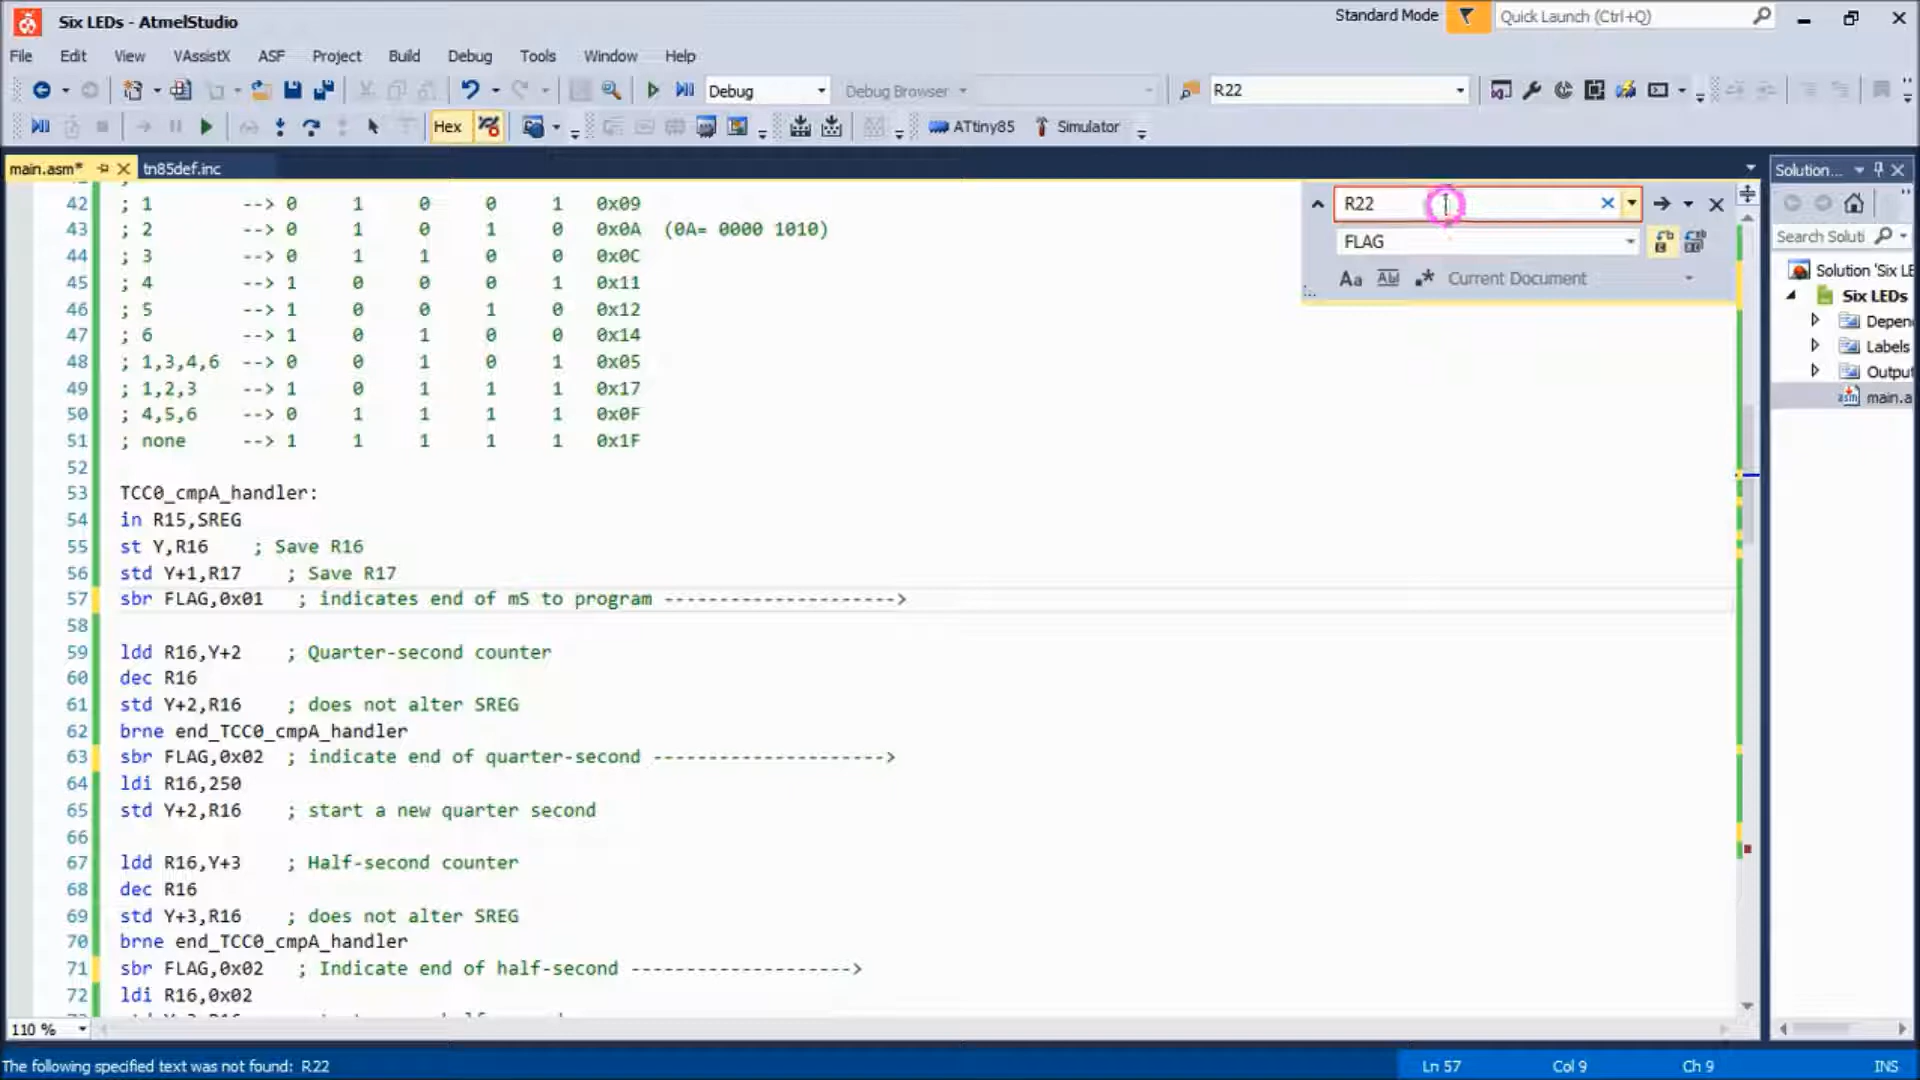 Six LEDs - AtmelStudio
Standard Mode
Quick Launch (Ctrl+Q)
File Edit View VAssistX ASF Project Build Debug Tools Window Help
Debug Debug Browser R22
Hex ATtiny85 Simulator
main.asm* tn85def.inc
Solution...
R22
FLAG
Aa Current Document
Search Soluti
Solution 'Six LE
Six LEDs
Depen
Labels
Output
main.a
42 ; 1 --> 0 1 0 0 1 0x09
43 ; 2 --> 0 1 0 1 0 0x0A (0A= 0000 1010)
44 ; 3 --> 0 1 1 0 0 0x0C
45 ; 4 --> 1 0 0 0 1 0x11
46 ; 5 --> 1 0 0 1 0 0x12
47 ; 6 --> 1 0 1 0 0 0x14
48 ; 1,3,4,6 --> 0 0 1 0 1 0x05
49 ; 1,2,3 --> 1 0 1 1 1 0x17
50 ; 4,5,6 --> 0 1 1 1 1 0x0F
51 ; none --> 1 1 1 1 1 0x1F
52
53 TCC0_cmpA_handler:
54 in R15,SREG
55 st Y,R16 ; Save R16
56 std Y+1,R17 ; Save R17
57 sbr FLAG,0x01 ; indicates end of mS to program --------------------->
58
59 ldd R16,Y+2 ; Quarter-second counter
60 dec R16
61 std Y+2,R16 ; does not alter SREG
62 brne end_TCC0_cmpA_handler
63 sbr FLAG,0x02 ; indicate end of quarter-second --------------------->
64 ldi R16,250
65 std Y+2,R16 ; start a new quarter second
66
67 ldd R16,Y+3 ; Half-second counter
68 dec R16
69 std Y+3,R16 ; does not alter SREG
70 brne end_TCC0_cmpA_handler
71 sbr FLAG,0x02 ; Indicate end of half-second -------------------->
72 ldi R16,0x02
110 %
The following specified text was not found: R22
Ln 57 Col 9 Ch 9 INS